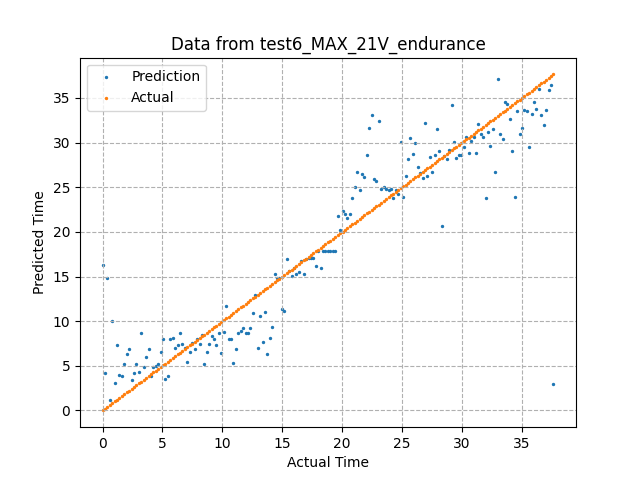 Data from test6_MAX_21V_endurance
Prediction
Actual
Predicted Time
35
30
25
20
15
10
5
0
0 5 10 15 20 25 30 35
Actual Time